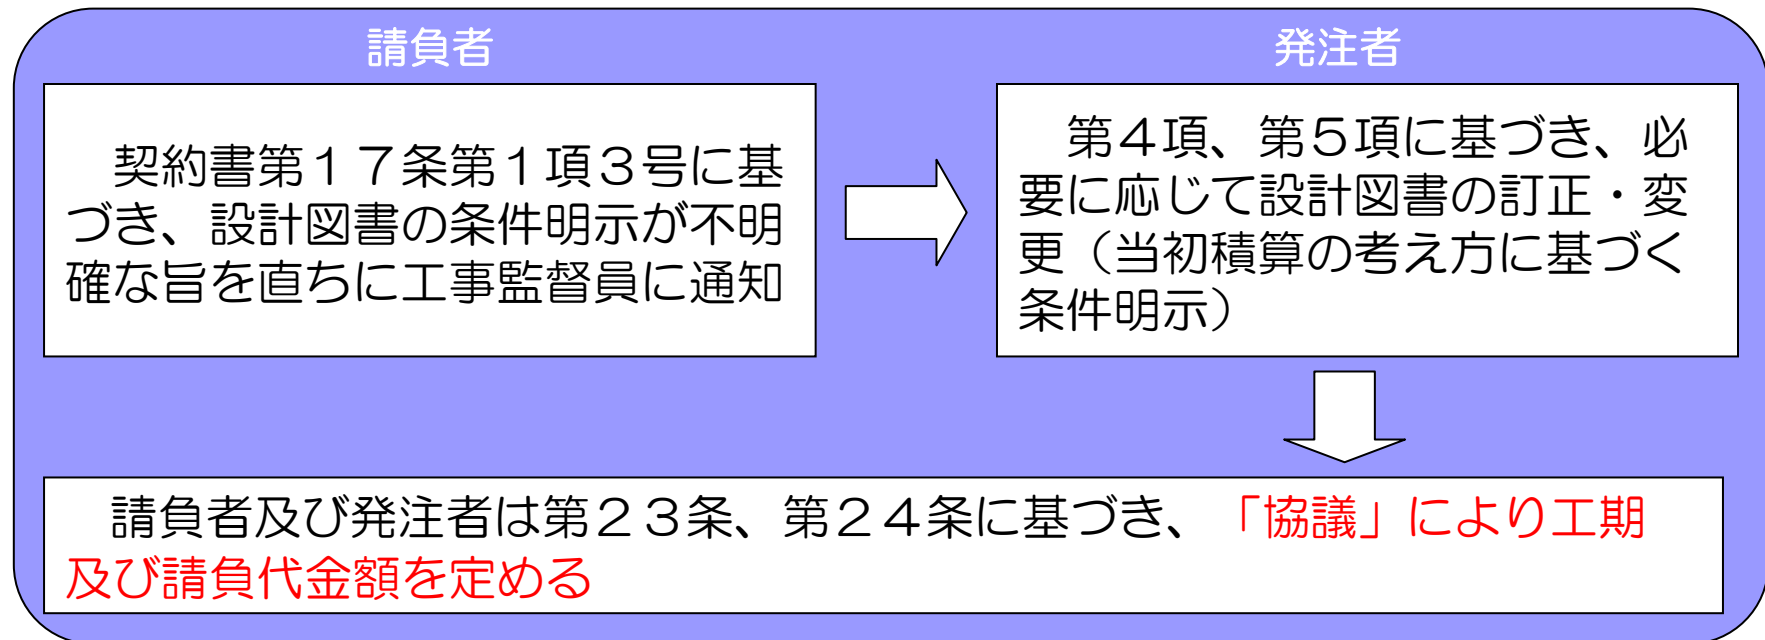 請負者
発注者
契約書第１７条第１項３号に基
づき、設計図書の条件明示が不明
確な旨を直ちに工事監督員に通知
第４項、第５項に基づき、必
要に応じて設計図書の訂正・変
更（当初積算の考え方に基づく
条件明示）
請負者及び発注者は第２３条、第２４条に基づき、「協議」により工期
及び請負代金額を定める